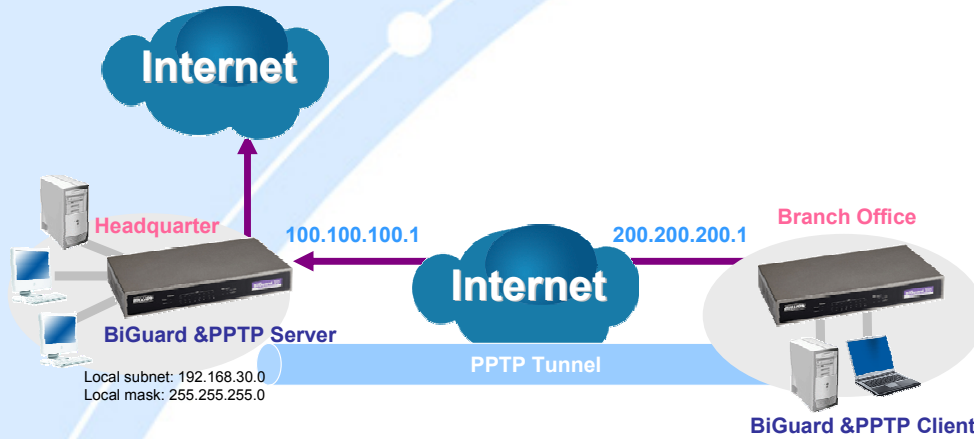 Internet
Headquarter
100.100.100.1
200.200.200.1
Branch Office
Internet
BiGuard &PPTP Server
PPTP Tunnel
Local subnet: 192.168.30.0
Local mask: 255.255.255.0
BiGuard &PPTP Client